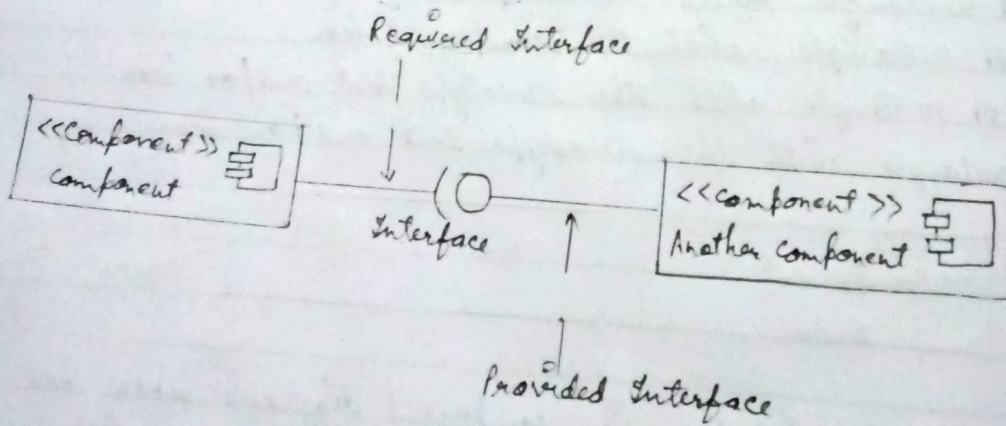 Required Interface
<<component>>
component
Interface
<<component>>
Another component
Provided Interface